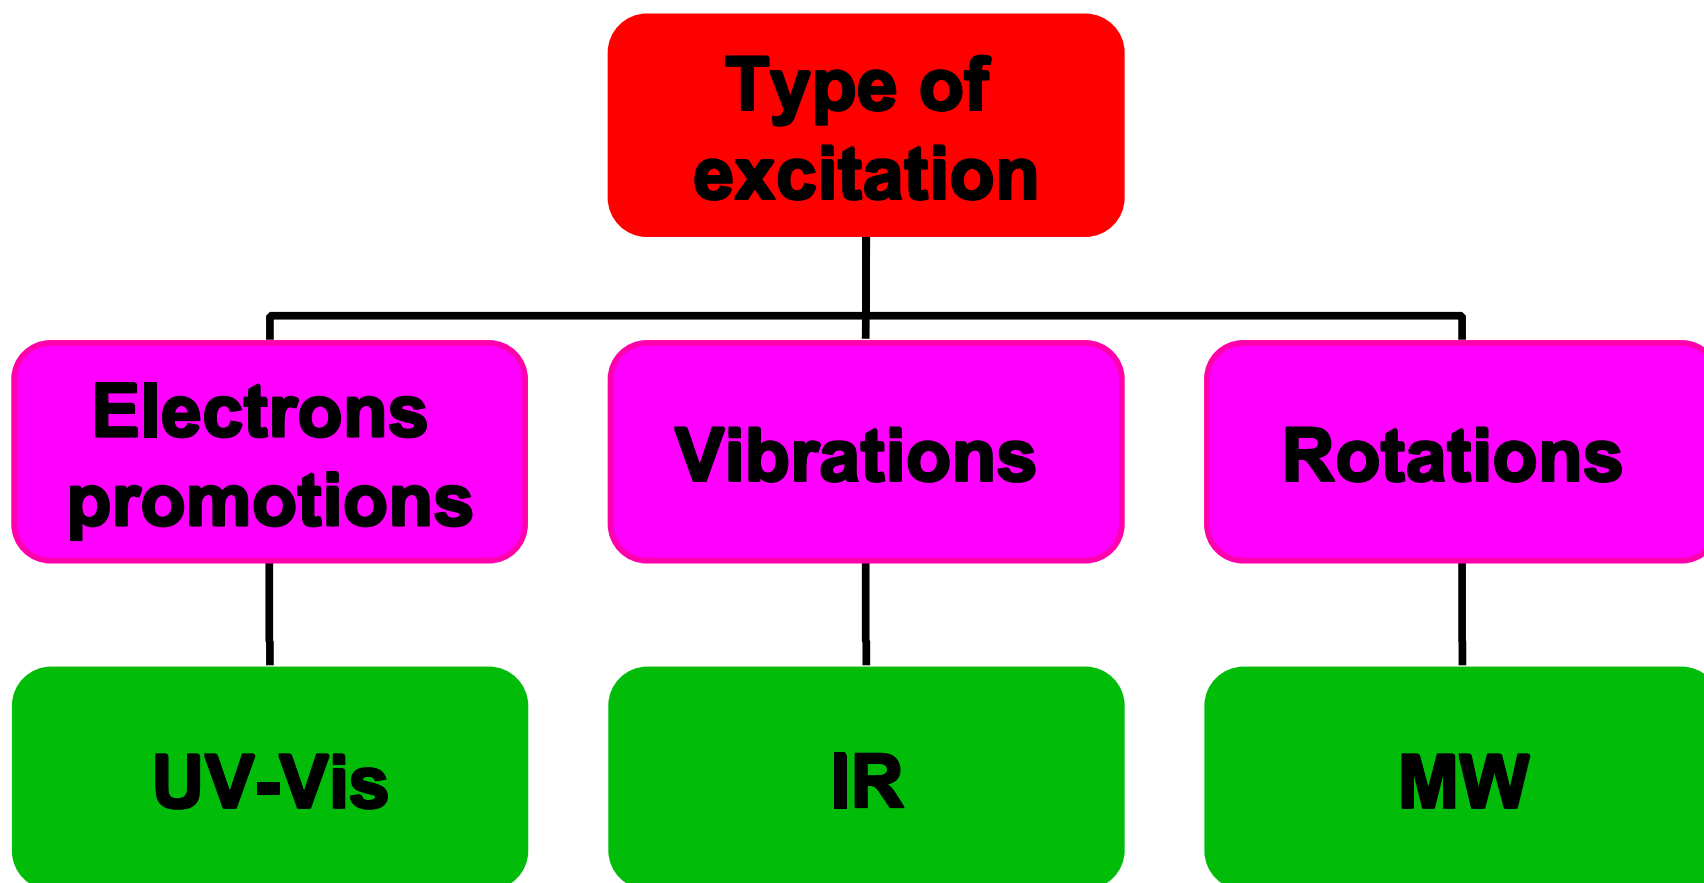 Type of
excitation
Electrons
promotions
Vibrations
Rotations
UV-Vis
IR
MW